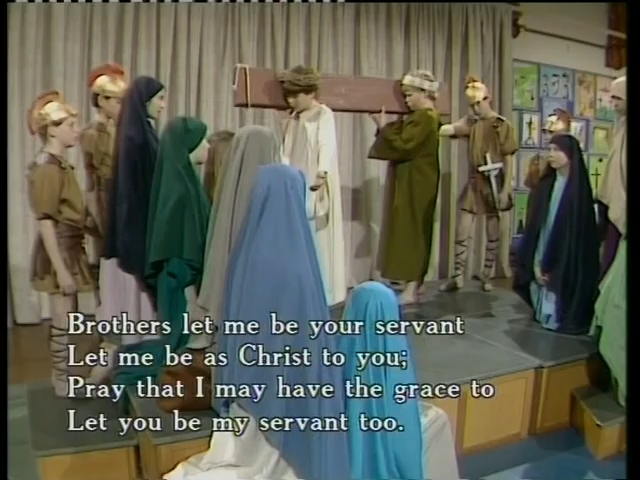 Brothers let me be your servant
Let me be as Christ to you;
Pray that I may have the grace to
Let you be my servant too.